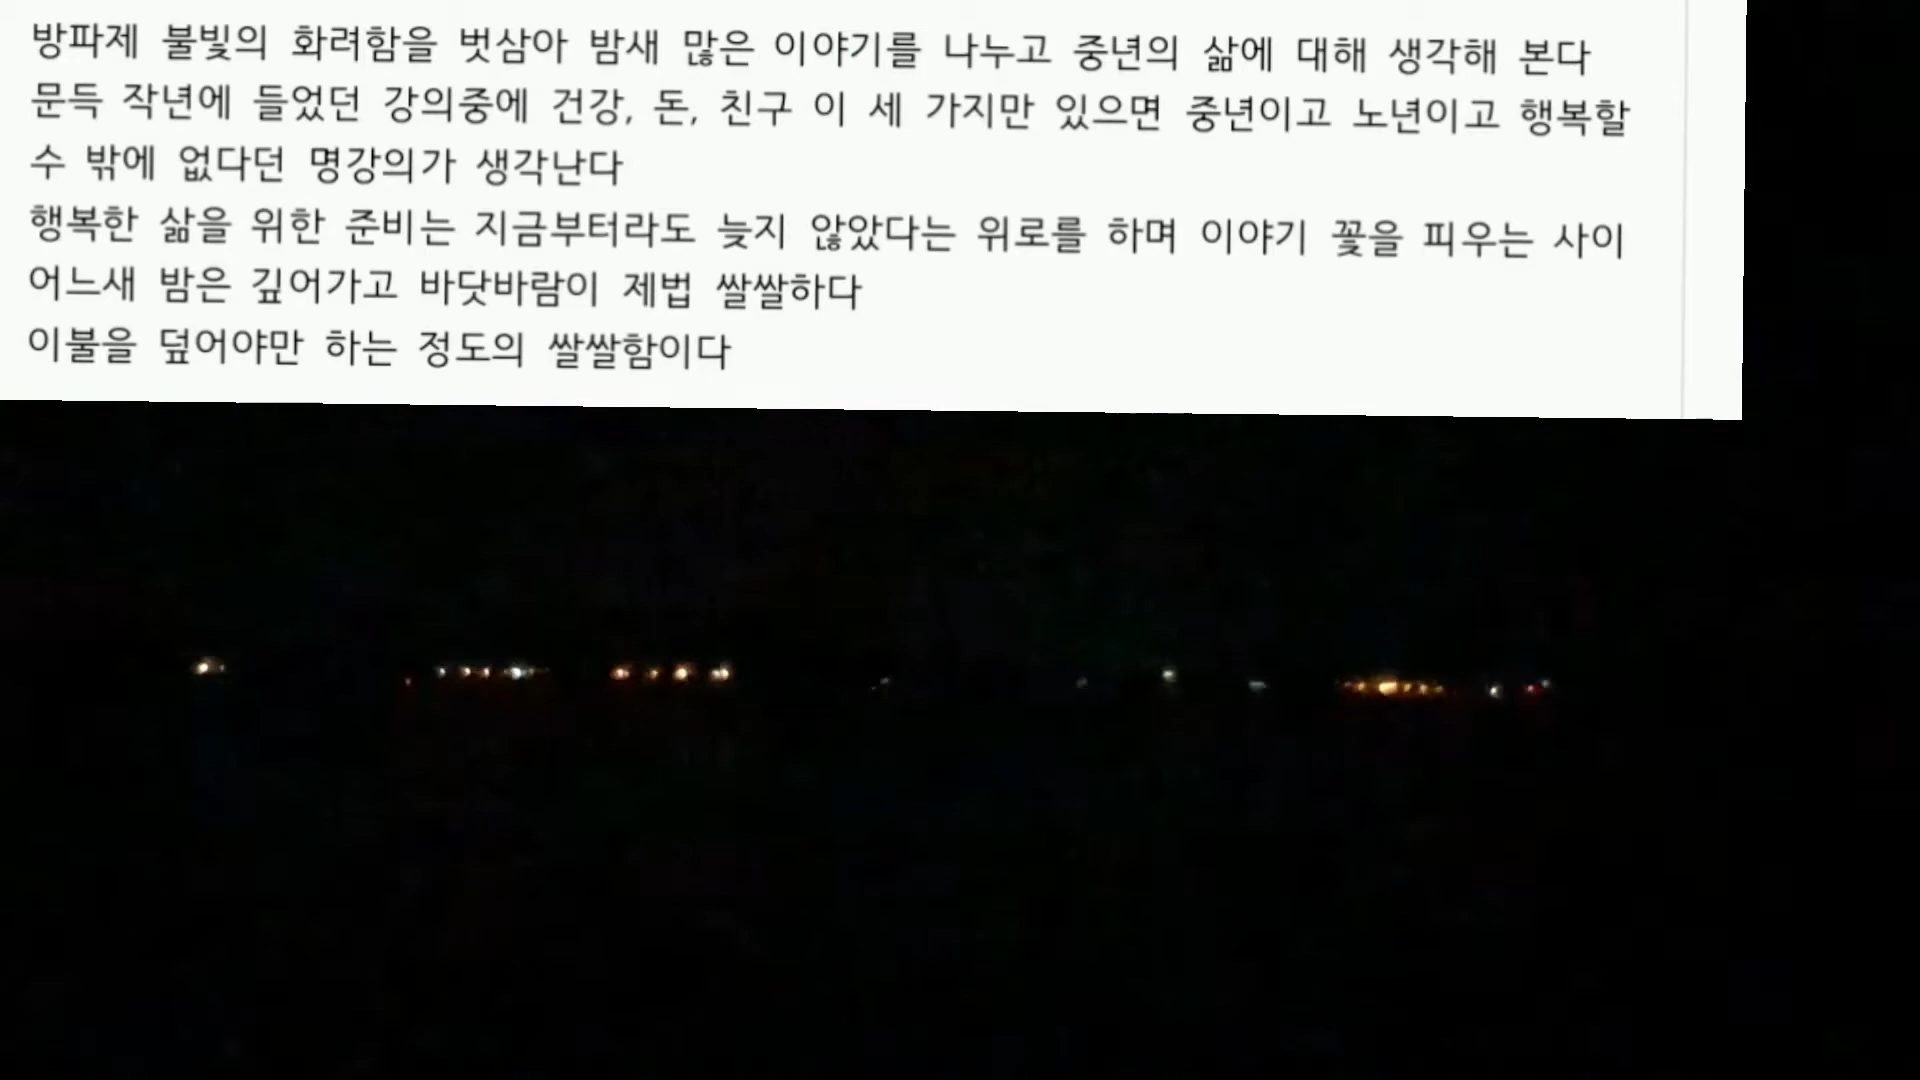 방파제 불빛의 화려함을 벗삼아 밤새 많은 이야기를 나누고 중년의 삶에 대해 생각해 본다
문득 작년에 들었던 강의중에 건강, 돈, 친구 이 세 가지만 있으면 중년이고 노년이고 행복할
수 밖에 없다던 명강의가 생각난다
행복한 삶을 위한 준비는 지금부터라도 늦지 않았다는 위로를 하며 이야기 꽃을 피우는 사이
어느새 밤은 깊어가고 바닷바람이 제법 쌀쌀하다
이불을 덮어야만 하는 정도의 쌀쌀함이다